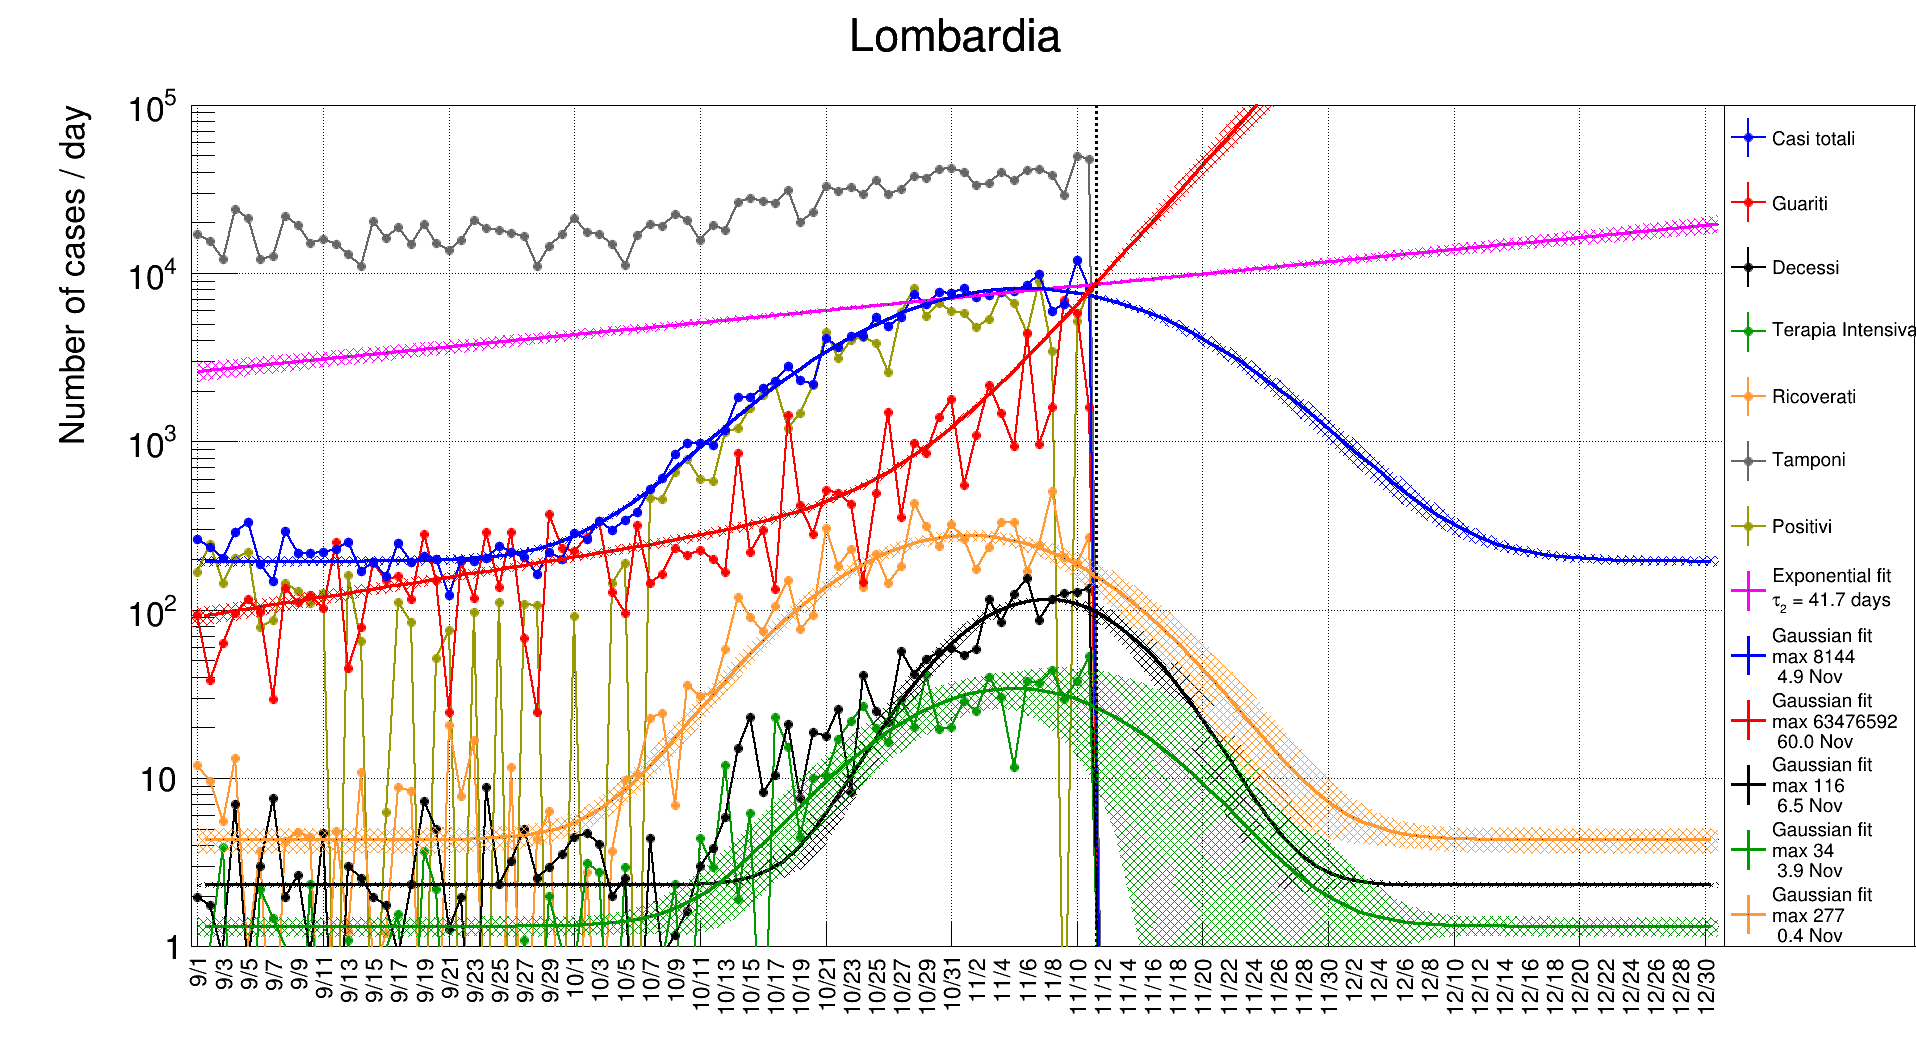 Lombardia
Number of cases / day
10^5
10^4
10^3
10^2
10
1
9/1
9/3
9/5
9/7
9/9
9/11
9/13
9/15
9/17
9/19
9/21
9/23
9/25
9/27
9/29
10/1
10/3
10/5
10/7
10/9
10/11
10/13
10/15
10/17
10/19
10/21
10/23
10/25
10/27
10/29
10/31
11/2
11/4
11/6
11/8
11/10
11/12
11/14
11/16
11/18
11/20
11/22
11/24
11/26
11/28
11/30
12/2
12/4
12/6
12/8
12/10
12/12
12/14
12/16
12/18
12/20
12/22
12/24
12/26
12/28
12/30
Casi totali
Guariti
Decessi
Terapia Intensiva
Ricoverati
Tamponi
Positivi
Exponential fit
τ₂ = 41.7 days
Gaussian fit
max 8144
4.9 Nov
Gaussian fit
max 63476592
60.0 Nov
Gaussian fit
max 116
6.5 Nov
Gaussian fit
max 34
3.9 Nov
Gaussian fit
max 277
0.4 Nov